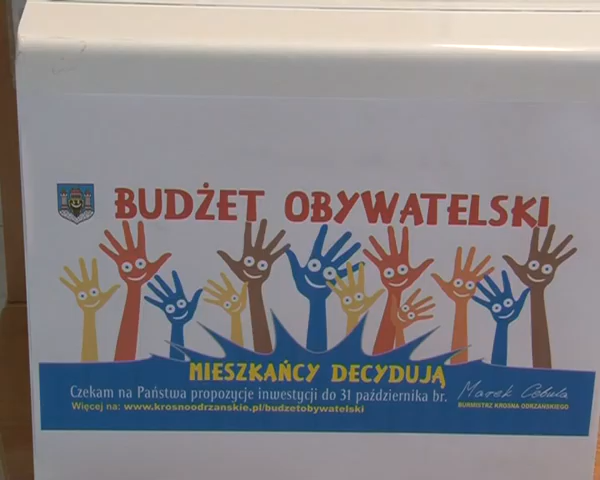 BUDŻET OBYWATELSKI
MIESZKAŃCY DECYDUJĄ
Czekam na Państwa propozycje inwestycji do 31 października br.
Marek Cebula
Więcej na: www.krosnoodrzanskie.pl/budzetobywatelski
BURMISTRZ KROSNA ODRZAŃSKIEGO